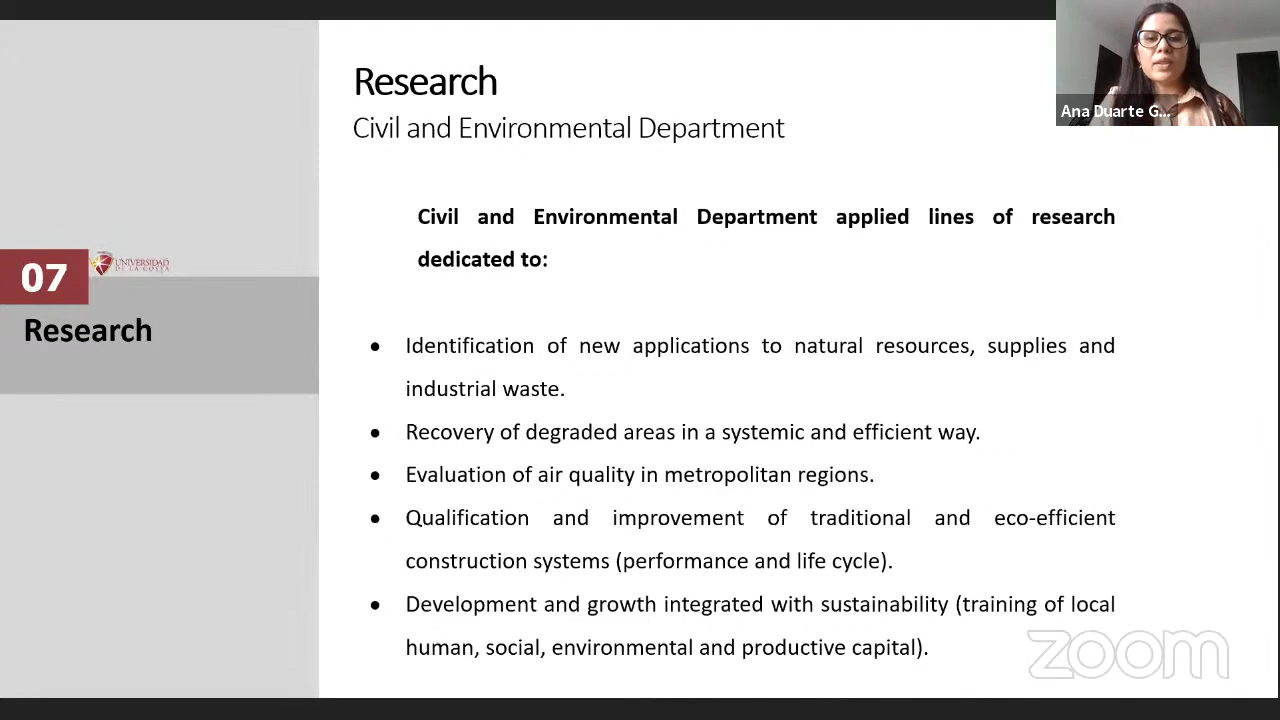 Research
Civil and Environmental Department
Ana Duarte G...
Civil and Environmental Department applied lines of research
dedicated to:
07
UNIVERSIDAD
DE LA COSTA
Research
● Identification of new applications to natural resources, supplies and
industrial waste.
● Recovery of degraded areas in a systemic and efficient way.
● Evaluation of air quality in metropolitan regions.
● Qualification and improvement of traditional and eco-efficient
construction systems (performance and life cycle).
● Development and growth integrated with sustainability (training of local
human, social, environmental and productive capital).
zoom